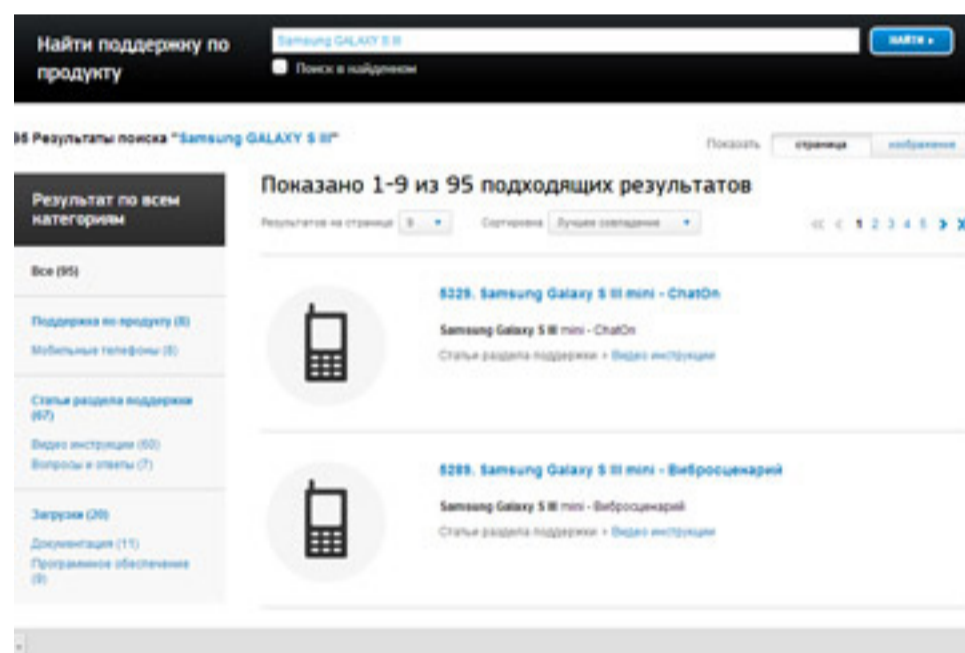 Найти поддержку по
продукту
Samsung GALAXY S III
НАЙТИ »
Поиск в найденном
95 Результаты поиска "Samsung GALAXY S III"
Показать страница изображение
Результат по всем
категориям
Показано 1-9 из 95 подходящих результатов
Результатов на странице 9 Сортировка Лучшее совпадение
« < 1 2 3 4 5 >
Все (95)
Поддержка по продукту (8)
Мобильные телефоны (8)
Статьи раздела поддержки
(67)
Видео инструкции (60)
Вопросы и ответы (7)
Загрузки (20)
Документация (11)
Программное обеспечение
(9)
6329. Samsung Galaxy S III mini - ChatOn
Samsung Galaxy S III mini - ChatOn
Статьи раздела поддержки > Видео инструкции
6289. Samsung Galaxy S III mini - Вибросценарий
Samsung Galaxy S III mini - Вибросценарий
Статьи раздела поддержки > Видео инструкции